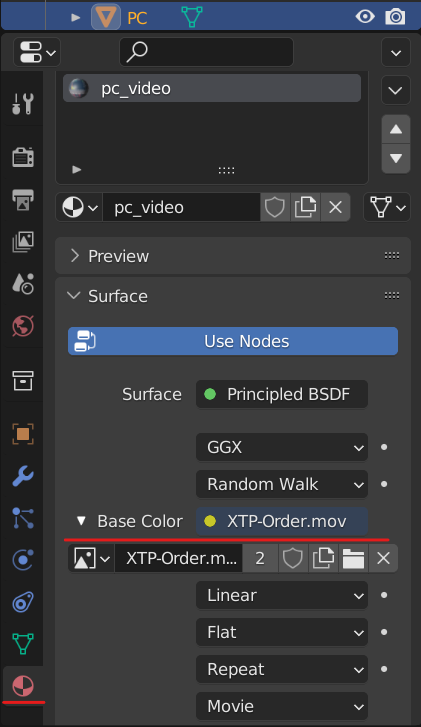 PC
pc_video
pc_video
Preview
Surface
Use Nodes
Surface Principled BSDF
GGX
Random Walk
Base Color XTP-Order.mov
XTP-Order.m... 2
Linear
Flat
Repeat
Movie